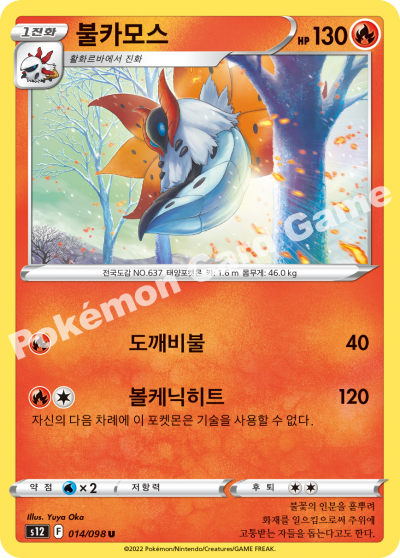 1진화
불카모스
HP 130
활화르바에서 진화
Pokémon Card Game
전국도감 NO.637 태양포켓몬 키: 1.6 m 몸무게: 46.0 kg
도깨비불 40
볼케닉히트 120
자신의 다음 차례에 이 포켓몬은 기술을 사용할 수 없다.
약점 ×2 저항력 후퇴
Illus. Yuya Oka
s12 F 014/098 U
불꽃의 인분을 흩뿌려
화재를 일으킴으로써 주위에
고통받는 자들을 돕는다고도 한다.
©2022 Pokémon/Nintendo/Creatures/GAME FREAK.